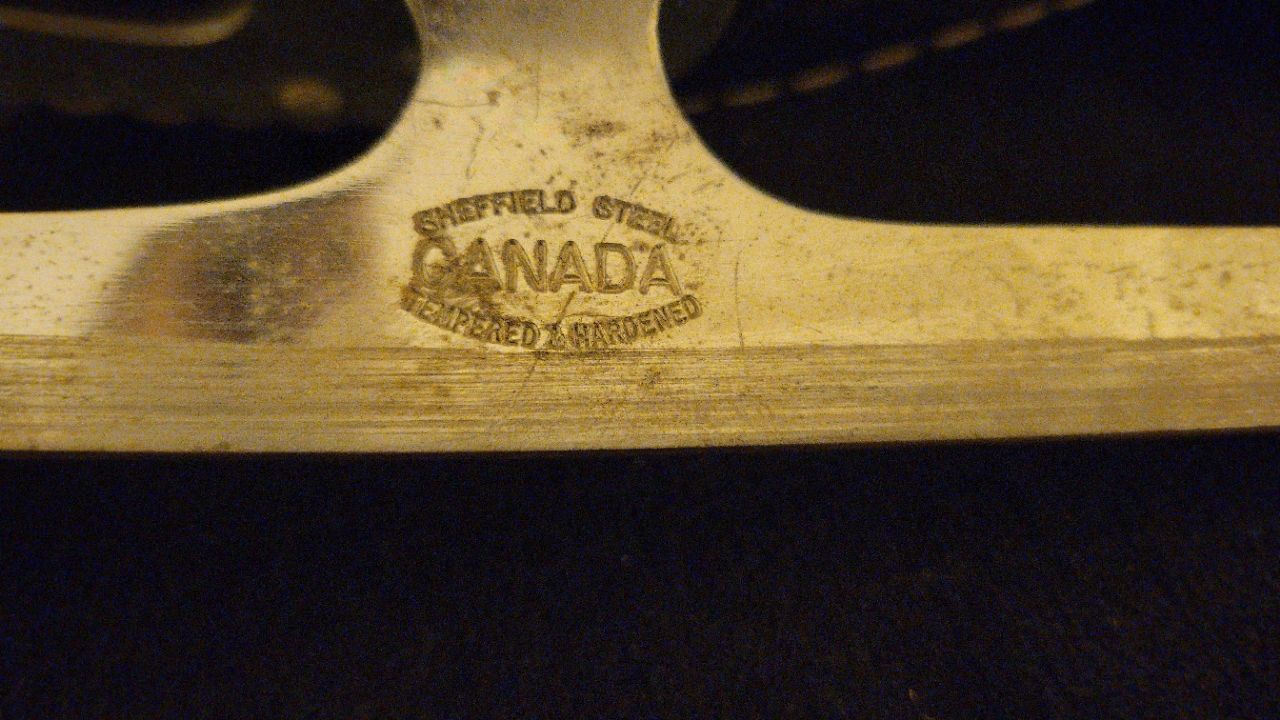 SHEFFIELD STEEL
CANADA
TEMPERED & HARDENED